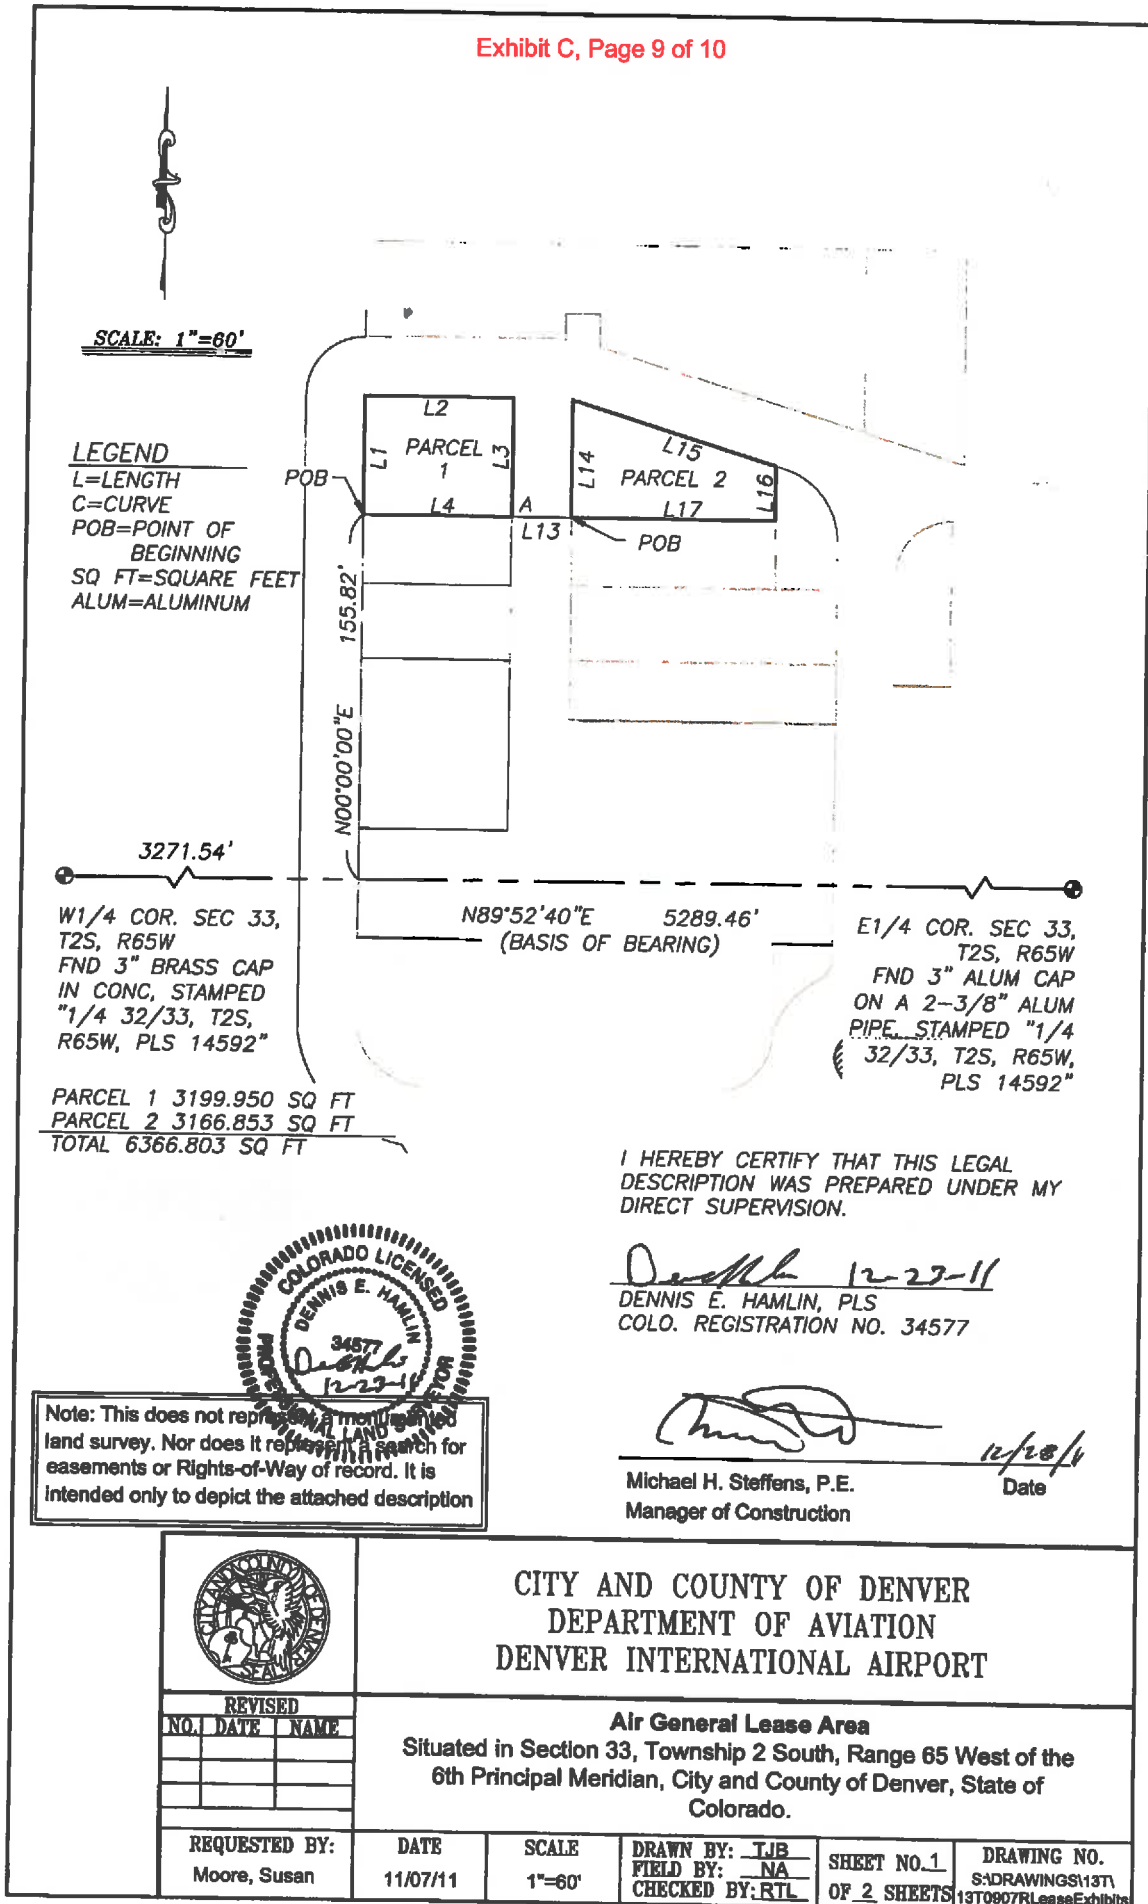 Exhibit C, Page 9 of 10
SCALE: 1"=60'
LEGEND
L=LENGTH
C=CURVE
POB=POINT OF
BEGINNING
SQ FT=SQUARE FEET
ALUM=ALUMINUM
L2
L1
PARCEL
1
L3
POB
L4
A
L13
L14
L15
PARCEL 2
L16
L17
POB
155.82'
N00°00'00"E
3271.54'
W1/4 COR. SEC 33,
T2S, R65W
FND 3" BRASS CAP
IN CONC, STAMPED
"1/4 32/33, T2S,
R65W, PLS 14592"
N89°52'40"E 5289.46'
(BASIS OF BEARING)
E1/4 COR. SEC 33,
T2S, R65W
FND 3" ALUM CAP
ON A 2-3/8" ALUM
PIPE, STAMPED "1/4
32/33, T2S, R65W,
PLS 14592"
PARCEL 1 3199.950 SQ FT
PARCEL 2 3166.853 SQ FT
TOTAL 6366.803 SQ FT
I HEREBY CERTIFY THAT THIS LEGAL
DESCRIPTION WAS PREPARED UNDER MY
DIRECT SUPERVISION.
12-23-11
DENNIS E. HAMLIN, PLS
COLO. REGISTRATION NO. 34577
COLORADO LICENSED
PROFESSIONAL LAND SURVEYOR
DENNIS E. HAMLIN
34577
12-23-11
Note: This does not represent a monumented
land survey. Nor does it represent a search for
easements or Rights-of-Way of record. It is
intended only to depict the attached description
12/28/11
Michael H. Steffens, P.E. Date
Manager of Construction
CITY AND COUNTY OF DENVER
SEAL
CITY AND COUNTY OF DENVER
DEPARTMENT OF AVIATION
DENVER INTERNATIONAL AIRPORT
REVISED
NO. DATE NAME
Air General Lease Area
Situated in Section 33, Township 2 South, Range 65 West of the
6th Principal Meridian, City and County of Denver, State of
Colorado.
REQUESTED BY:
Moore, Susan
DATE
11/07/11
SCALE
1"=60'
DRAWN BY: TJB
FIELD BY: NA
CHECKED BY: RTL
SHEET NO. 1
OF 2 SHEETS
DRAWING NO.
S:\DRAWINGS\13T\
13T0907RLeaseExhibits